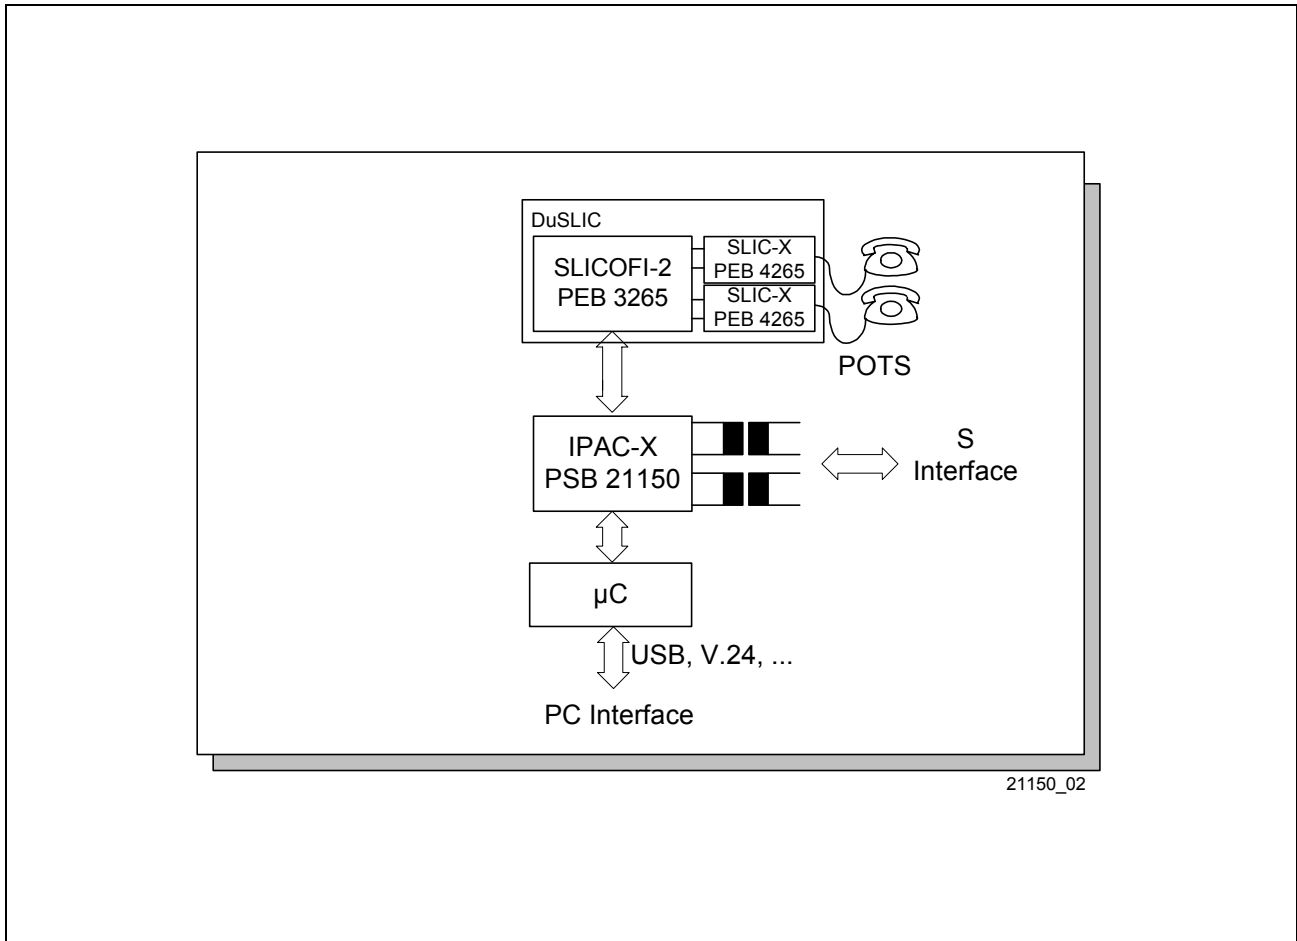 DuSLIC
SLICOFI-2
PEB 3265
SLIC-X
PEB 4265
SLIC-X
PEB 4265
POTS
IPAC-X
PSB 21150
S
Interface
µC
USB, V.24, ...
PC Interface
21150_02